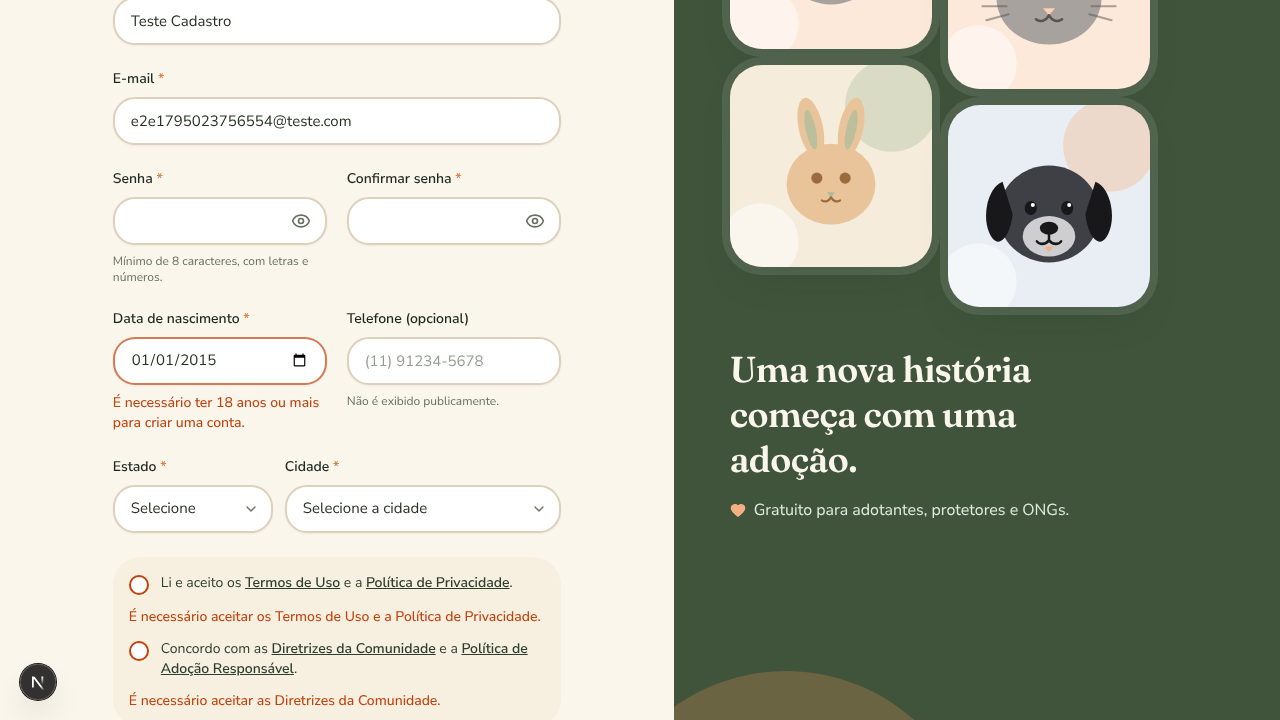 Teste Cadastro
E-mail *
e2e1795023756554@teste.com
Senha *
Confirmar senha *
Mínimo de 8 caracteres, com letras e
números.
Data de nascimento *
Telefone (opcional)
01/01/2015
(11) 91234-5678
É necessário ter 18 anos ou mais
para criar uma conta.
Não é exibido publicamente.
Estado *
Cidade *
Selecione
Selecione a cidade
Li e aceito os Termos de Uso e a Política de Privacidade.
É necessário aceitar os Termos de Uso e a Política de Privacidade.
Concordo com as Diretrizes da Comunidade e a Política de
Adoção Responsável.
É necessário aceitar as Diretrizes da Comunidade.
N
Uma nova história
começa com uma
adoção.
Gratuito para adotantes, protetores e ONGs.